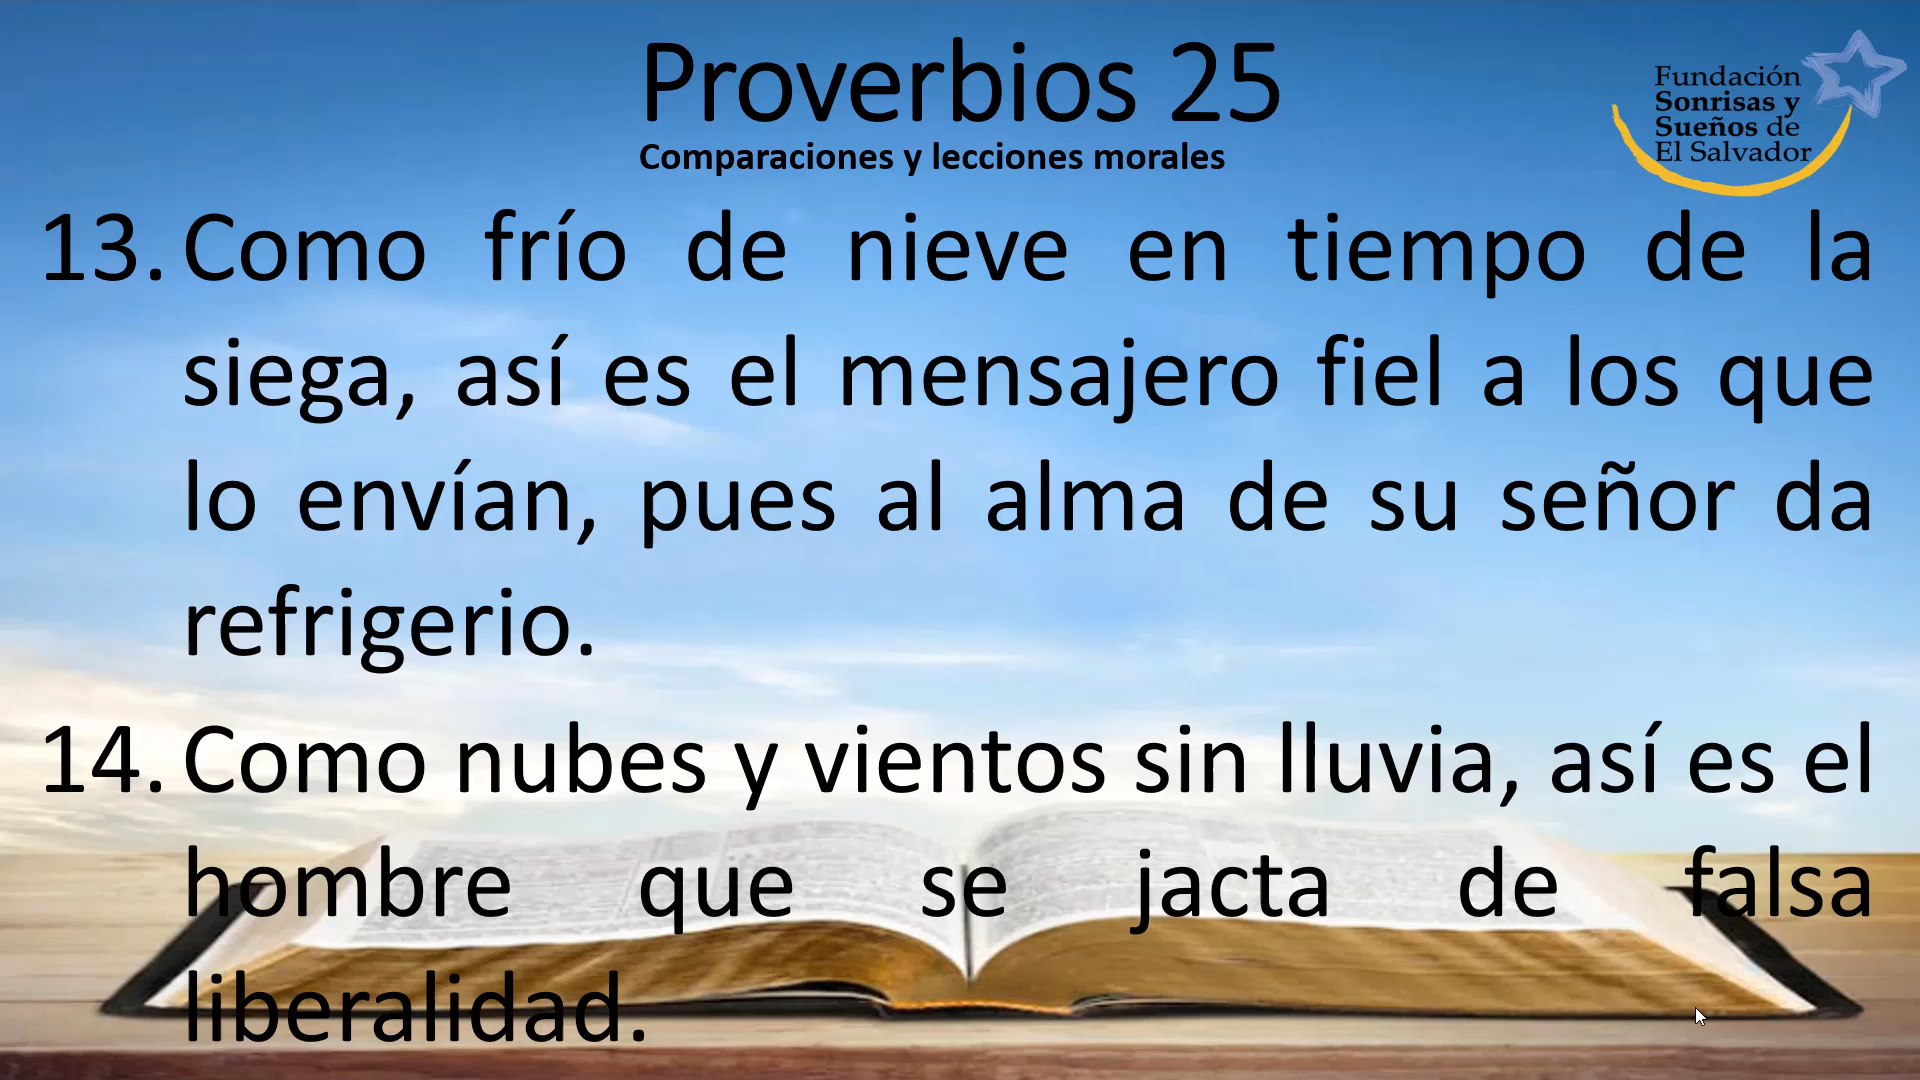 Proverbios 25
Comparaciones y lecciones morales
Fundación
Sonrisas y
Sueños de
El Salvador
13. Como frío de nieve en tiempo de la
siega, así es el mensajero fiel a los que
lo envían, pues al alma de su señor da
refrigerio.
14. Como nubes y vientos sin lluvia, así es el
hombre que se jacta de falsa
liberalidad.